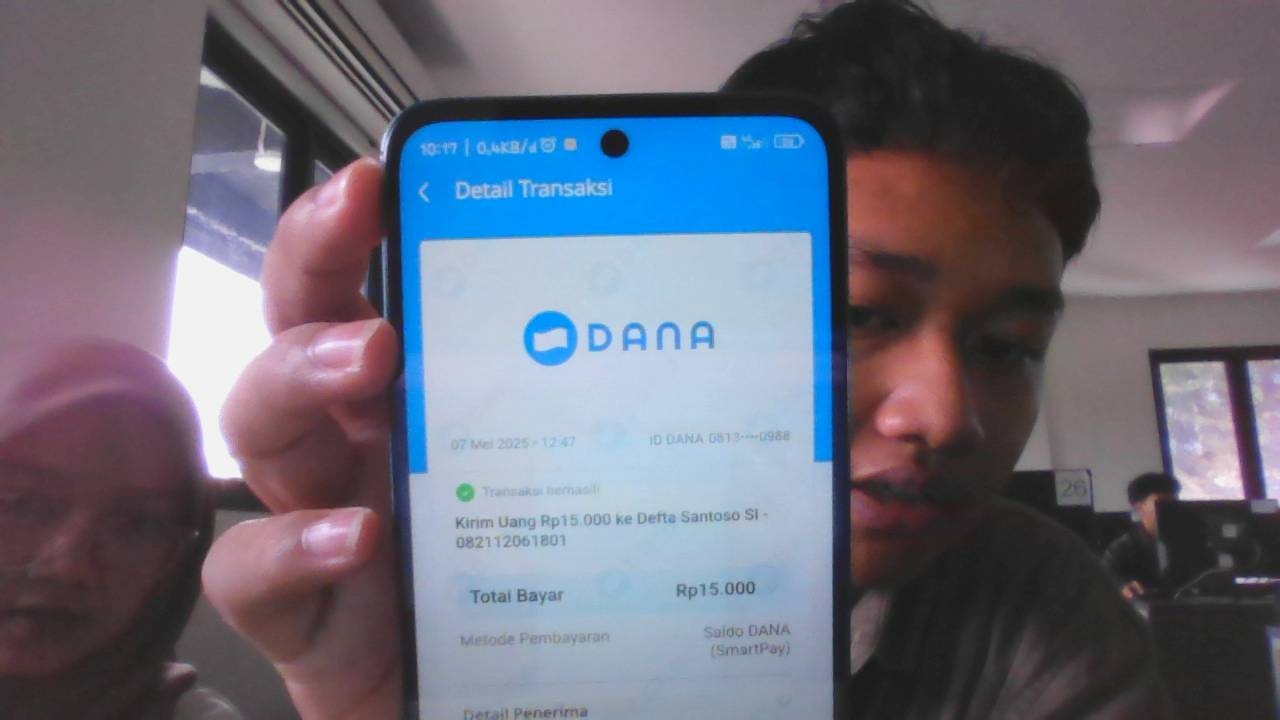 10:17 | 0,4KB/d
Detail Transaksi
DANA
07 Mei 2025 • 12:47
ID DANA 0813••••0988
Transaksi berhasil!
Kirim Uang Rp15.000 ke Defta Santoso SI -
082112061801
Total Bayar
Rp15.000
Metode Pembayaran
Saldo DANA
(SmartPay)
Detail Penerima
26